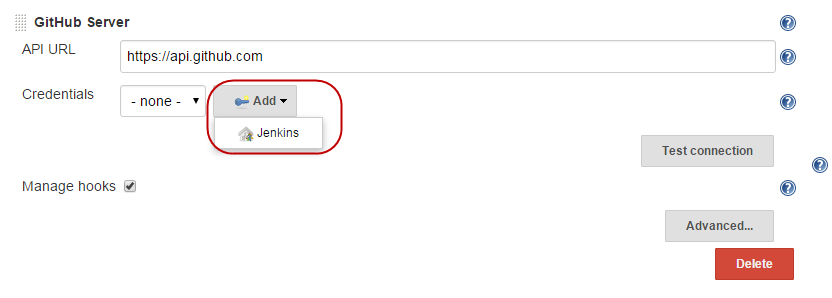 GitHub Server
API URL
https://api.github.com
Credentials
- none -
Add
Jenkins
Test connection
Manage hooks
Advanced...
Delete